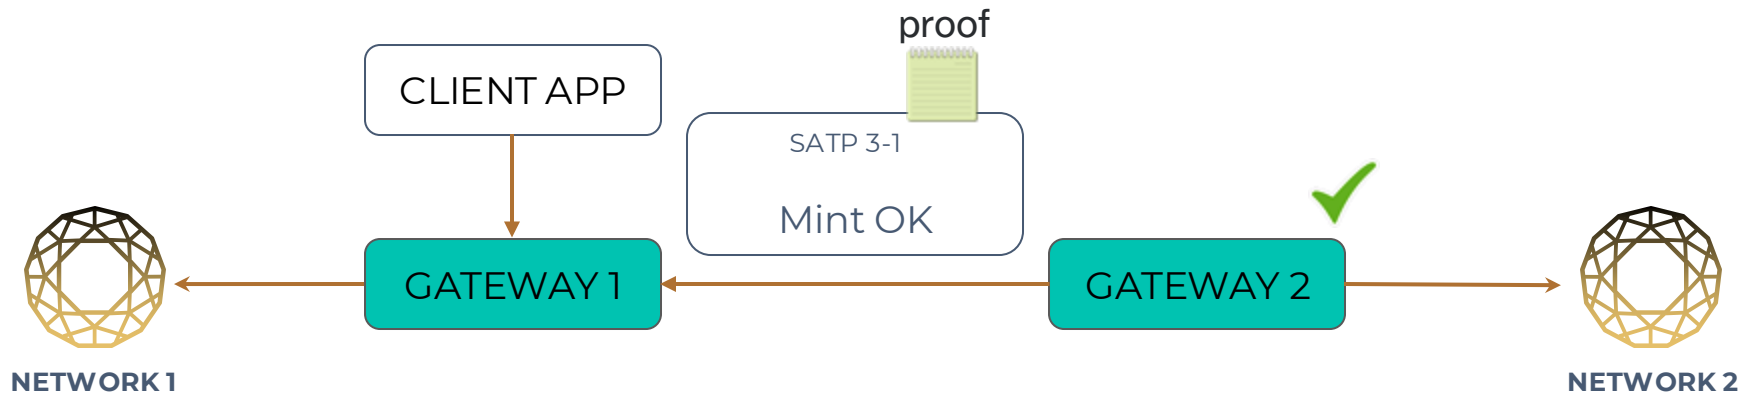 proof
CLIENT APP
SATP 3-1
Mint OK
GATEWAY 1
GATEWAY 2
NETWORK 1
NETWORK 2